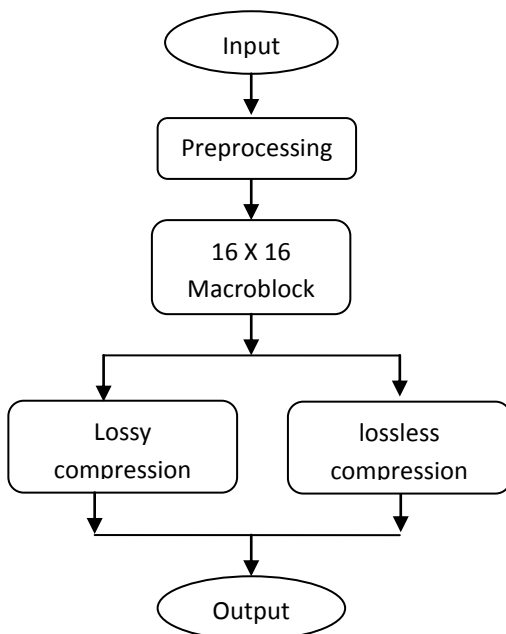 Input
Preprocessing
16 X 16
Macroblock
Lossy
compression
lossless
compression
Output